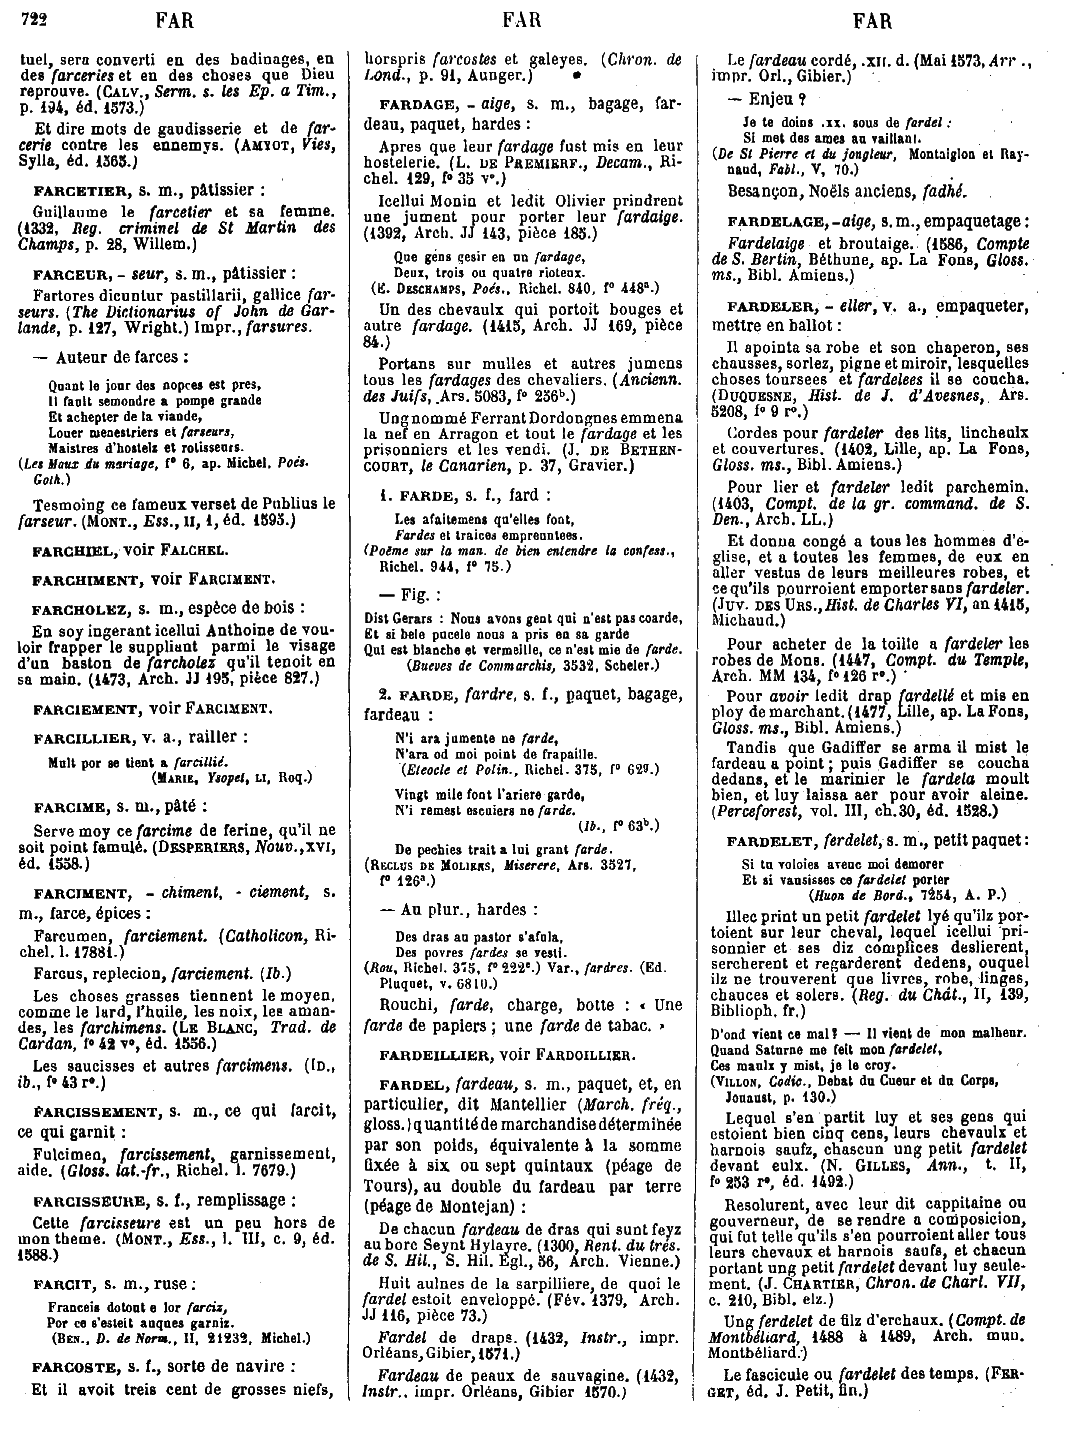 722 FAR FAR FAR
tuel, sera converti en des badinages, en
des farceries et en des choses que Dieu
reprouve. (CALV., Serm. s. les Ep. a Tim.,
p. 194, éd. 1573.)
Et dire mots de gaudisserie et de far-
cerie contre les ennemys. (AMYOT, Vies,
Sylla, éd. 1565.)
FARCETIER, s. m., pâtissier :
Guillaume le farcetier et sa femme.
(1332, Reg. criminel de St Martin des
Champs, p. 28, Willem.)
FARCEUR, - seur, s. m., pâtissier :
Fartores dicuntur pastillarii, gallice far-
seurs. (The Dictionarius of John de Gar-
lande, p. 127, Wright.) Impr., farsures.
— Auteur de farces :
Quant le jour des nopces est pres,
Il fault semondre a pompe grande
Et achepter de la viande,
Louer menestriers et farseurs,
Maistres d'hostels et rotisseurs.
(Les Maux du mariage, f° 6, ap. Michel, Poés.
Goth.)
Tesmoing ce fameux verset de Publius le
farseur. (MONT., Ess., II, 1, éd. 1595.)
FARCHIEL, voir FALCHEL.
FARCHIMENT, voir FARCIMENT.
FARCHOLEZ, s. m., espèce de bois :
En soy ingerant icellui Anthoine de vou-
loir frapper le suppliant parmi le visage
d'un baston de farcholez qu'il tenoit en
sa main. (1473, Arch. JJ 195, pièce 827.)
FARCIEMENT, voir FARCIMENT.
FARCILLIER, v. a., railler :
Mult por se tient a farcillié.
(MARIE, Ysopet, LI, Roq.)
FARCIME, s. m., pâté :
Serve moy ce farcime de ferine, qu'il ne
soit point famulé. (DESPERIERS, Nouv., XVI,
éd. 1558.)
FARCIMENT, - chiment, - ciement, s.
m., farce, épices :
Farcumen, farciement. (Catholicon, Ri-
chel. l. 17881.)
Farcus, replecion, farciement. (Ib.)
Les choses grasses tiennent le moyen,
comme le lard, l'huile, les noix, les aman-
des, les farchimens. (LE BLANC, Trad. de
Cardan, f° 42 v°, éd. 1556.)
Les saucisses et autres farcimens. (ID.,
ib., f° 43 r°.)
FARCISSEMENT, s. m., ce qui farcit,
ce qui garnit :
Fulcimen, farcissement, garnissement,
aide. (Gloss. lat.-fr., Richel. l. 7679.)
FARCISSEURE, s. f., remplissage :
Cette farcisseure est un peu hors de
mon theme. (MONT., Ess., l. III, c. 9, éd.
1588.)
FARCIT, s. m., ruse :
Franceis dotout e lor farciz,
Por ce s'esteit auques garniz.
(BEN., D. de Norm., II, 21232, Michel.)
FARCOSTE, s. f., sorte de navire :
Et il avoit treis cent de grosses niefs,
horspris farcostes et galeyes. (Chron. de
Lond., p. 91, Aunger.)
FARDAGE, - aige, s. m., bagage, far-
deau, paquet, hardes :
Apres que leur fardage fust mis en leur
hostelerie. (L. DE PREMIERF., Decam., Ri-
chel. 129, f° 35 v°.)
Icellui Monin et ledit Olivier prindrent
une jument pour porter leur fardaige.
(1392, Arch. JJ 143, pièce 185.)
Que gens gesir en un fardage,
Deux, trois ou quatre rioteux.
(E. DESCHAMPS, Poés., Richel. 840, f° 448ª.)
Un des chevaulx qui portoit bouges et
autre fardage. (1415, Arch. JJ 169, pièce
84.)
Portans sur mulles et autres jumens
tous les fardages des chevaliers. (Ancienn.
des Juifs, Ars. 5083, f° 256ᵇ.)
Ung nommé Ferrant Dordongnes emmena
la nef en Arragon et tout le fardage et les
prisonniers et les vendi. (J. DE BETHEN-
COURT, le Canarien, p. 37, Gravier.)
1. FARDE, s. f., fard :
Les afaitemens qu'elles font,
Fardes et traices empreuntees.
(Poême sur la man. de bien entendre la confess.,
Richel. 944, f° 75.)
— Fig. :
Dist Gerars : Nous avons gent qui n'est pas coarde,
Et si bele pucele nous a pris en sa garde
Qui est blanche et vermeille, ce n'est mie de farde.
(Bueves de Commarchis, 3532, Scheler.)
2. FARDE, fardre, s. f., paquet, bagage,
fardeau :
N'i ara jumente ne farde,
N'ara od moi point de frapaille.
(Eteocle et Polin., Richel. 375, f° 629.)
Vingt mile font l'ariere garde,
N'i remest escuiers ne farde.
(Ib., f° 63ᵇ.)
De pechies trait a lui grant farde.
(RECLUS DE MOLIENS, Miserere, Ars. 3527,
f° 126ª.)
— Au plur., hardes :
Des dras au pastor s'afula,
Des povres fardes se vesti.
(Rou, Richel. 375, f° 222ᵉ.) Var., fardres. (Ed.
Pluquet, v. 6810.)
Rouchi, farde, charge, botte : « Une
farde de papiers ; une farde de tabac. »
FARDEILLIER, voir FARDOILLIER.
FARDEL, fardeau, s. m., paquet, et, en
particulier, dit Mantellier (March. fréq.,
gloss.) quantité de marchandise déterminée
par son poids, équivalente à la somme
fixée à six ou sept quintaux (péage de
Tours), au double du fardeau par terre
(péage de Montejan) :
De chacun fardeau de dras qui sunt feyz
au borc Seynt Hylayre. (1300, Rent. du tres.
de S. Hil., S. Hil. Egl., 56, Arch. Vienne.)
Huit aulnes de la sarpilliere, de quoi le
fardel estoit enveloppé. (Fév. 1379, Arch.
JJ 116, pièce 73.)
Fardel de draps. (1432, Instr., impr.
Orléans, Gibier, 1571.)
Fardeau de peaux de sauvagine. (1432,
Instr., impr. Orléans, Gibier 1570.)
Le fardeau cordé, .XII. d. (Mai 1573, Arr.,
impr. Orl., Gibier.)
— Enjeu ?
Je te doins .XX. sous de fardel :
Si met des ames au vaillant.
(De St Pierre et du jongleur, Montaiglon et Ray-
naud, Fabl., V, 70.)
Besançon, Noëls anciens, fadhé.
FARDELAGE, -aige, s. m., empaquetage :
Fardelaige et broutaige. (1586, Compte
de S. Bertin, Béthune, ap. La Fons, Gloss.
ms., Bibl. Amiens.)
FARDELER, - eller, v. a., empaqueter,
mettre en ballot :
Il apointa sa robe et son chaperon, ses
chausses, sorlez, pigne et miroir, lesquelles
choses toursees et fardelees il se coucha.
(DUQUESNE, Hist. de J. d'Avesnes, Ars.
5208, f° 9 r°.)
Cordes pour fardeler des lits, lincheulx
et couvertures. (1402, Lille, ap. La Fons,
Gloss. ms., Bibl. Amiens.)
Pour lier et fardeler ledit parchemin.
(1403, Compt. de la gr. command. de S.
Den., Arch. LL.)
Et donna congé a tous les hommes d'e-
glise, et a toutes les femmes, de eux en
aller vestus de leurs meilleures robes, et
ce qu'ils pourroient emporter sans fardeler.
(JUV. DES URS., Hist. de Charles VI, an 1415,
Michaud.)
Pour acheter de la toille a fardeler les
robes de Mons. (1447, Compt. du Temple,
Arch. MM 134, f° 126 r°.)
Pour avoir ledit drap fardellé et mis en
ploy de marchant. (1477, Lille, ap. La Fons,
Gloss. ms., Bibl. Amiens.)
Tandis que Gadiffer se arma il mist le
fardeau a point ; puis Gadiffer se coucha
dedans, et le marinier le fardela moult
bien, et luy laissa aer pour avoir aleine.
(Perceforest, vol. III, ch. 30, éd. 1528.)
FARDELET, ferdelet, s. m., petit paquet :
Si tu voloies avenc moi demorer
Et si vausisses ce fardelet porter
(Huon de Bord., 7254, A. P.)
Illec print un petit fardelet lyé qu'ilz por-
toient sur leur cheval, lequel icellui pri-
sonnier et ses diz complices deslierent,
sercherent et regarderent dedens, ouquel
ilz ne trouverent que livres, robe, linges,
chauces et solers. (Reg. du Chât., II, 139,
Biblioph. fr.)
D'ond vient ce mal? — Il vient de mon malheur.
Quand Saturne me feit mon fardelet,
Ces maulx y mist, je le croy.
(VILLON, Codic., Debat du Cueur et du Corps,
Jouaust, p. 130.)
Lequel s'en partit luy et ses gens qui
estoient bien cinq cens, leurs chevaulx et
harnois saufz, chascun ung petit fardelet
devant eulx. (N. GILLES, Ann., t. II,
f° 253 r°, éd. 1492.)
Resolurent, avec leur dit cappitaine ou
gouverneur, de se rendre a composicion,
qui fut telle qu'ils s'en pourroient aller tous
leurs chevaux et harnois saufs, et chacun
portant ung petit fardelet devant luy seule-
ment. (J. CHARTIER, Chron. de Charl. VII,
c. 210, Bibl. elz.)
Ung ferdelet de filz d'erchaux. (Compt. de
Montbéliard, 1488 à 1489, Arch. mun.
Montbéliard.)
Le fascicule ou fardelet des temps. (FER-
GET, éd. J. Petit, fin.)